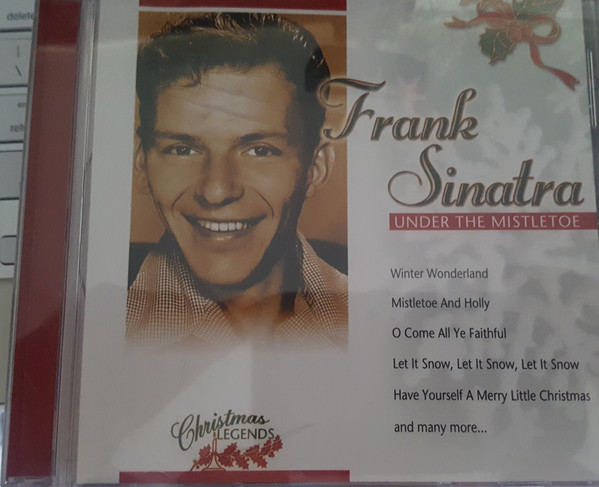 delete
Frank
Sinatra
UNDER THE MISTLETOE
Winter Wonderland
Mistletoe And Holly
O Come All Ye Faithful
Let It Snow, Let It Snow, Let It Snow
Have Yourself A Merry Little Christmas
and many more...
Christmas
LEGENDS